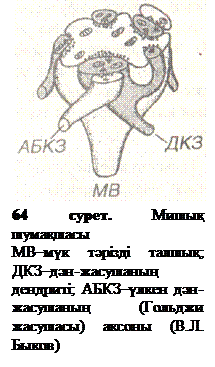 АБКЗ
ДКЗ
МВ
64 сурет. Мишық
шумақшасы
МВ–мүк тәрізді талшық;
ДКЗ–дән–жасушаның
дендриті; АБКЗ–үлкен дән–
жасушаның (Гольджи
жасушасы) аксоны (В.Л.
Быков)